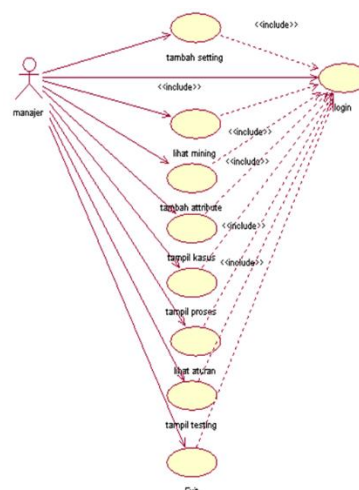 <<include>>
tambah setting
<<include>>
login
manajer
<<include>>
lihat mining
<<include>>
tambah attribute
<<include>>
tampil kasus
<<include>>
tampil proses
lihat aturan
tampil testing